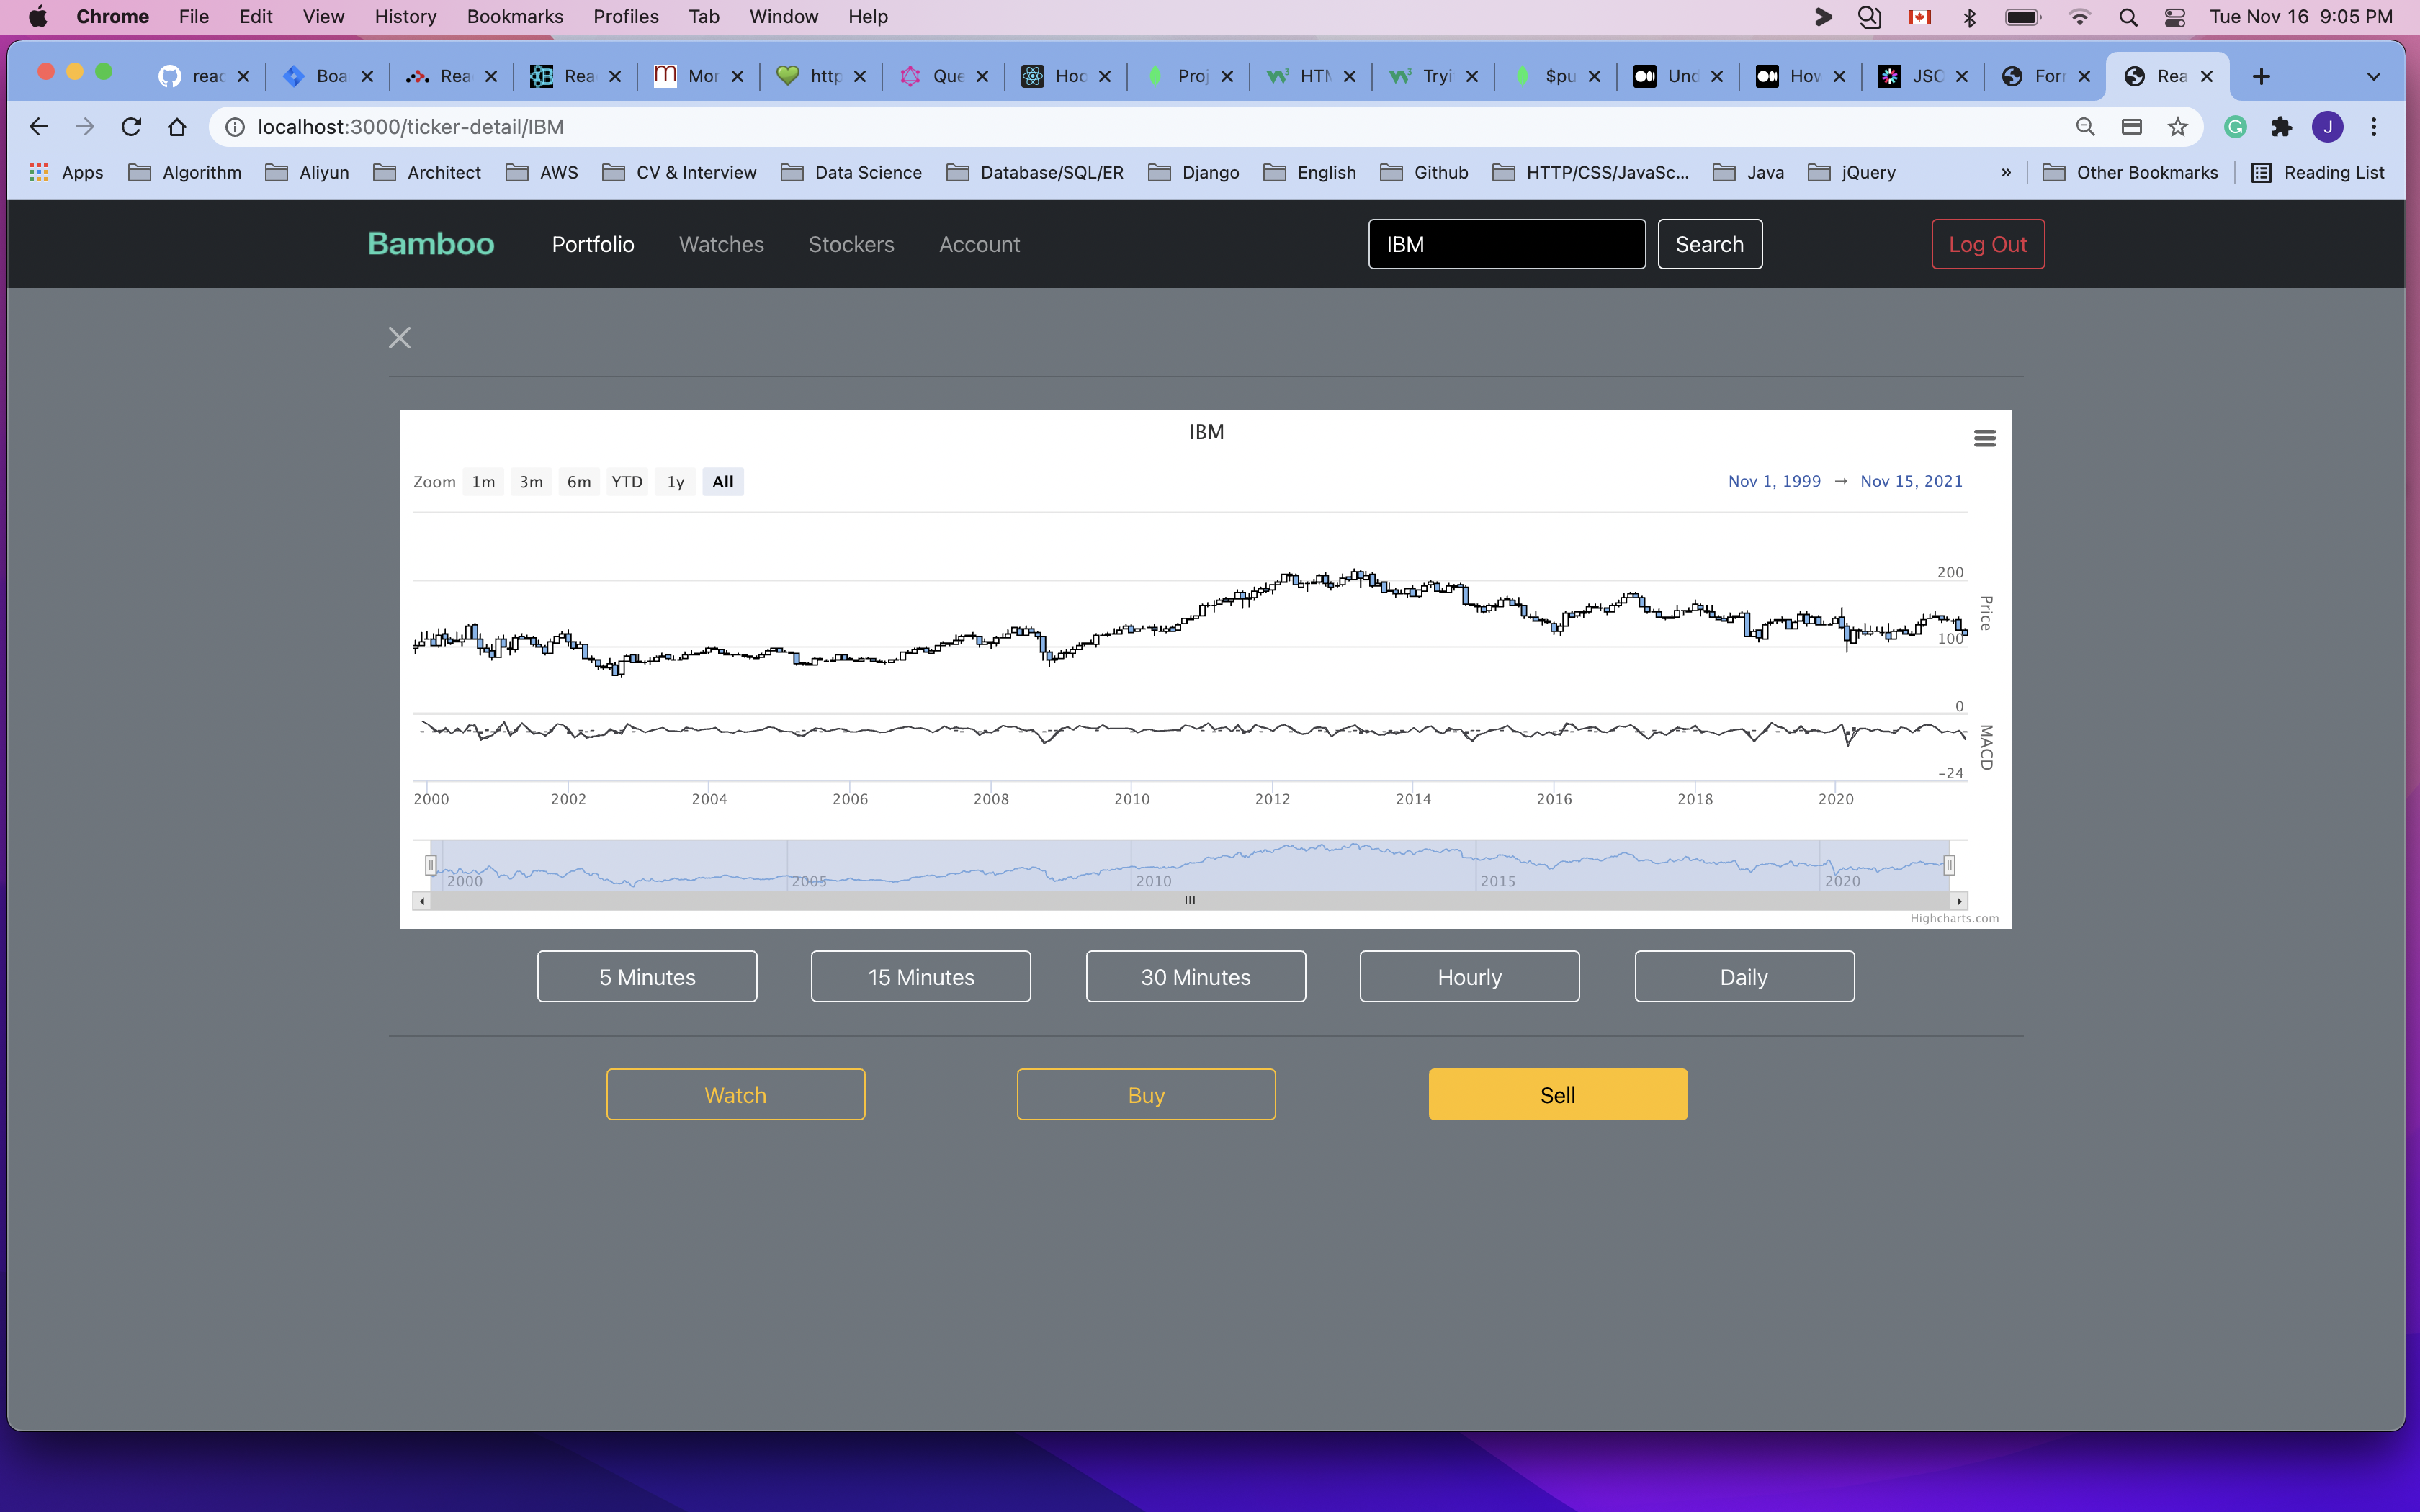 Chrome File Edit View History Bookmarks Profiles Tab Window Help Tue Nov 16 9:05 PM
reac Boa Rea Rea Mor http Que Hoc Proj HTM Tryi $pu Und How JSO Forr Rea
localhost:3000/ticker-detail/IBM J
Apps Algorithm Aliyun Architect AWS CV & Interview Data Science Database/SQL/ER Django English Github HTTP/CSS/JavaSc... Java jQuery » Other Bookmarks Reading List
Bamboo Portfolio Watches Stockers Account IBM Search Log Out
IBM
Zoom 1m 3m 6m YTD 1y All Nov 1, 1999 → Nov 15, 2021
200
Price
100
0
MACD
−24
2000 2002 2004 2006 2008 2010 2012 2014 2016 2018 2020
2000 2005 2010 2015 2020
Highcharts.com
5 Minutes 15 Minutes 30 Minutes Hourly Daily
Watch Buy Sell